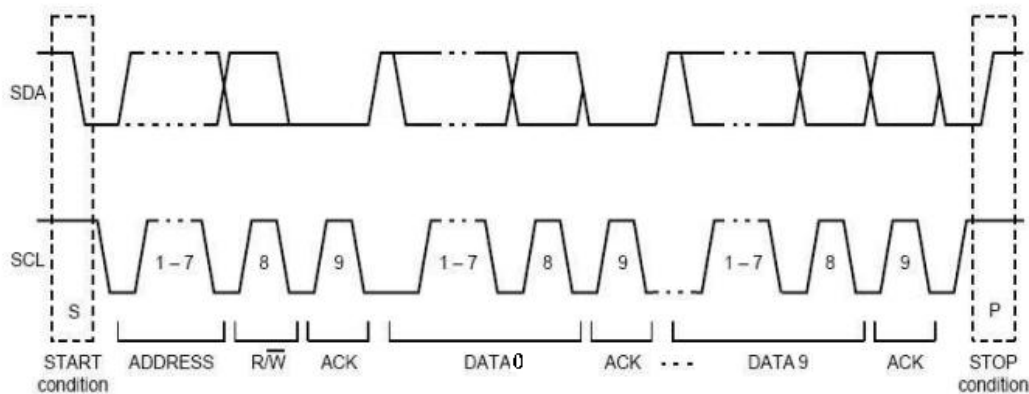 SDA
SCL
1 – 7 8 9 1 – 7 8 9 1 – 7 8 9
S P
START ADDRESS R/W̅ ACK DATA 0 ACK DATA 9 ACK STOP
condition condition